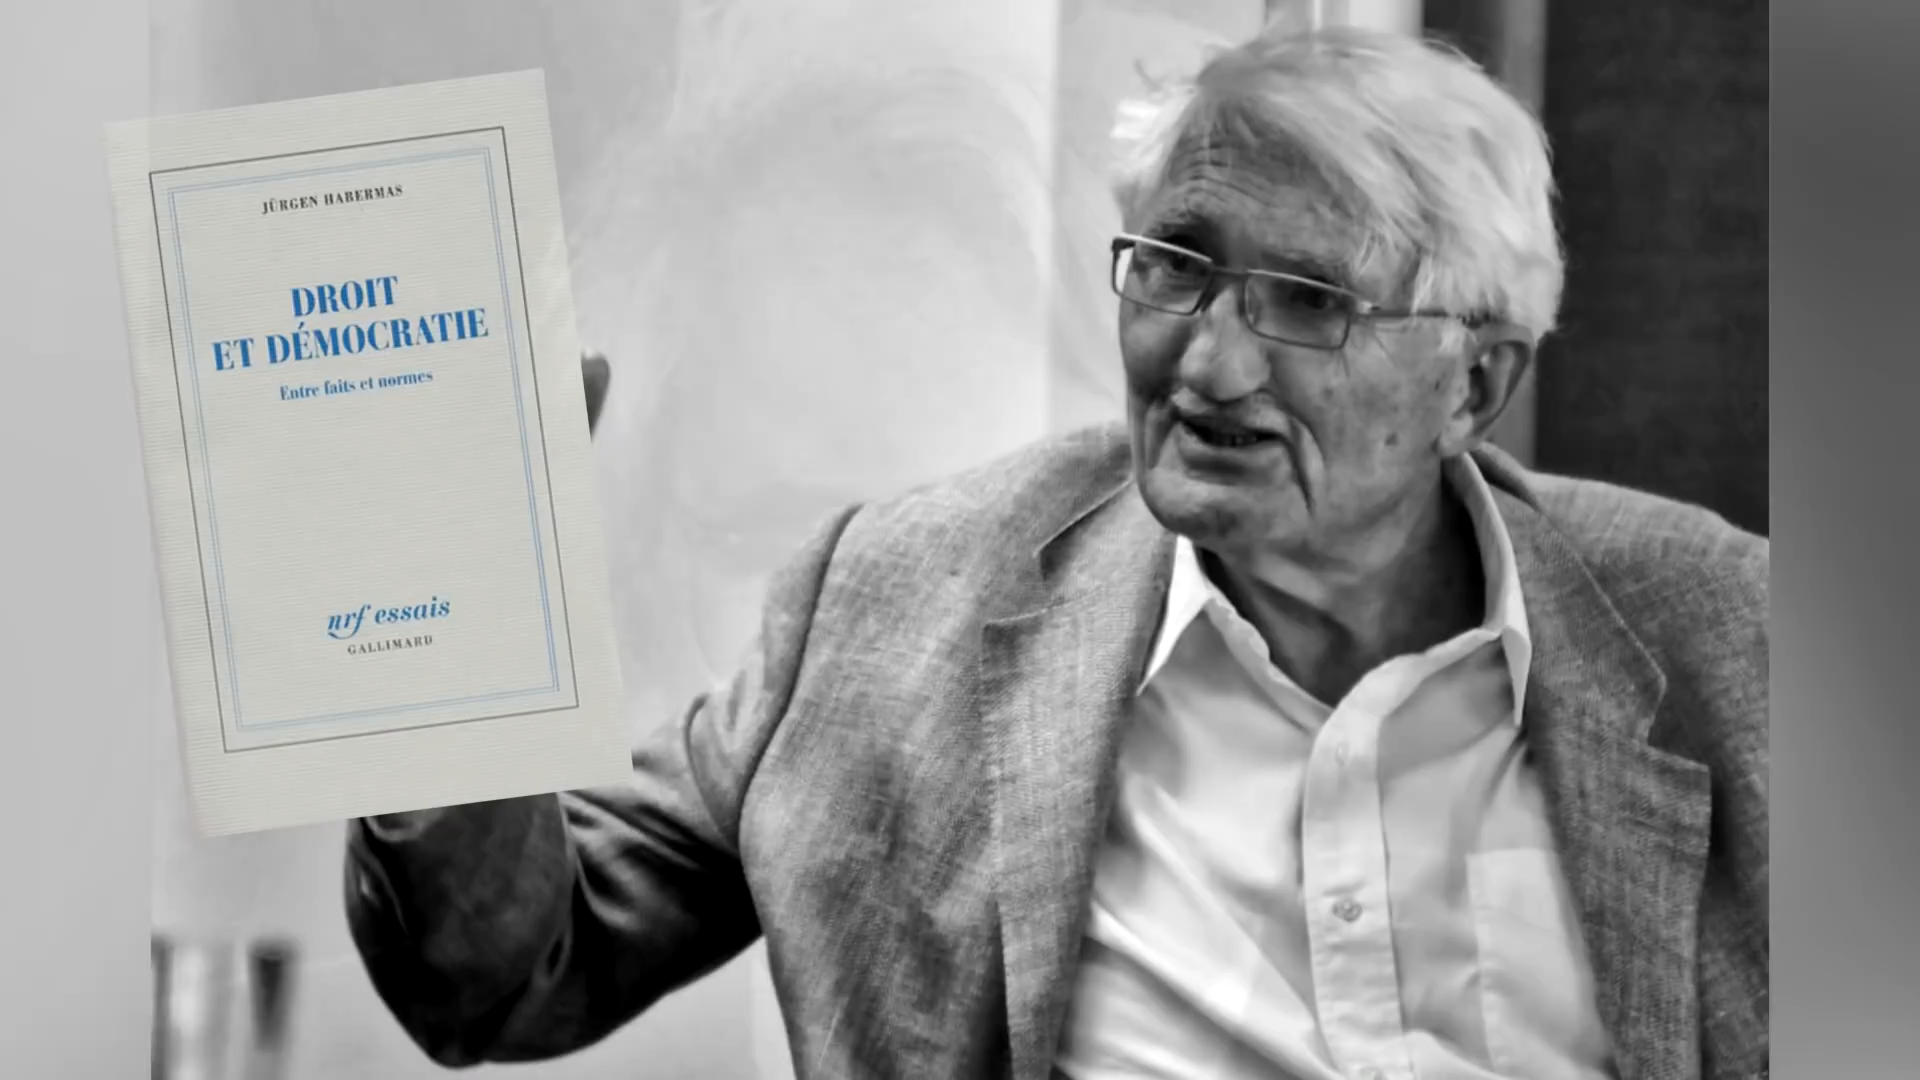 JÜRGEN HABERMAS
DROIT
ET DÉMOCRATIE
Entre faits et normes
nrf essais
GALLIMARD